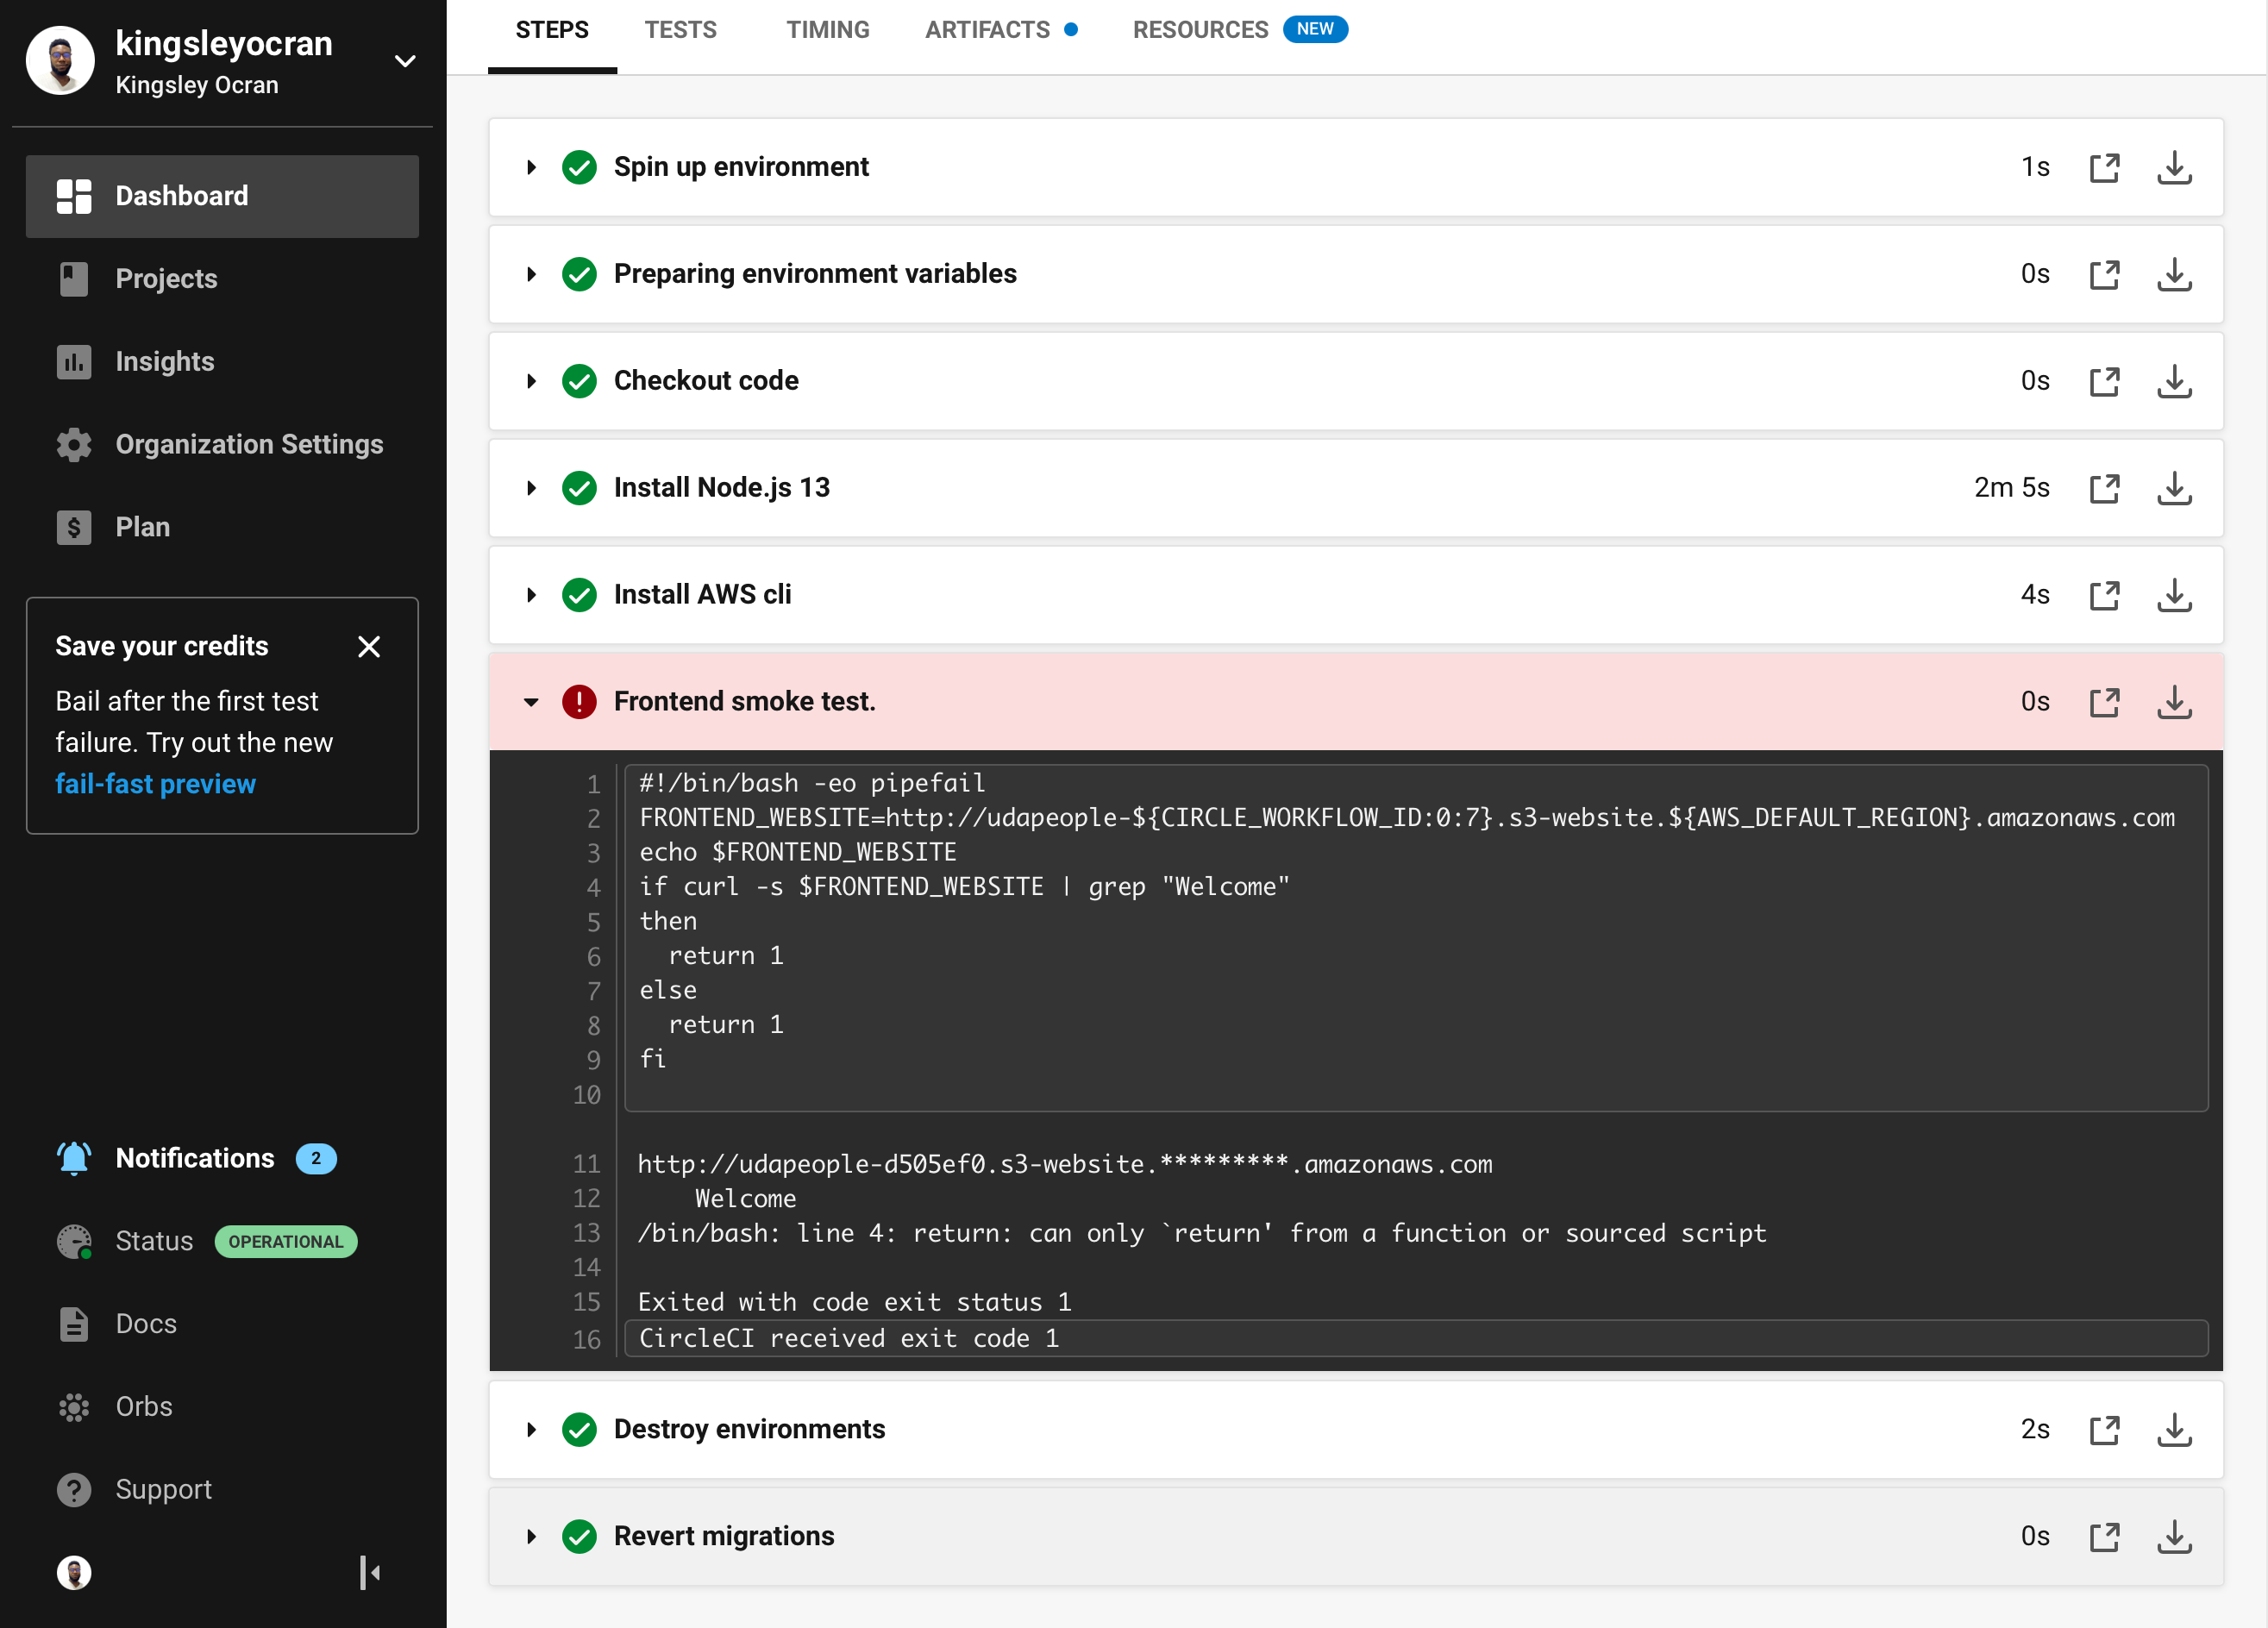 kingsleyocran
Kingsley Ocran
Dashboard
Projects
Insights
Organization Settings
$ Plan
Save your credits
Bail after the first test
failure. Try out the new
fail-fast preview
Notifications 2
Status OPERATIONAL
Docs
Orbs
? Support
STEPS TESTS TIMING ARTIFACTS RESOURCES NEW
Spin up environment 1s
Preparing environment variables 0s
Checkout code 0s
Install Node.js 13 2m 5s
Install AWS cli 4s
! Frontend smoke test. 0s
1 #!/bin/bash -eo pipefail
2 FRONTEND_WEBSITE=http://udapeople-${CIRCLE_WORKFLOW_ID:0:7}.s3-website.${AWS_DEFAULT_REGION}.amazonaws.com
3 echo $FRONTEND_WEBSITE
4 if curl -s $FRONTEND_WEBSITE | grep "Welcome"
5 then
6   return 1
7 else
8   return 1
9 fi
10
11 http://udapeople-d505ef0.s3-website.*********.amazonaws.com
12     Welcome
13 /bin/bash: line 4: return: can only `return' from a function or sourced script
14
15 Exited with code exit status 1
16 CircleCI received exit code 1
Destroy environments 2s
Revert migrations 0s